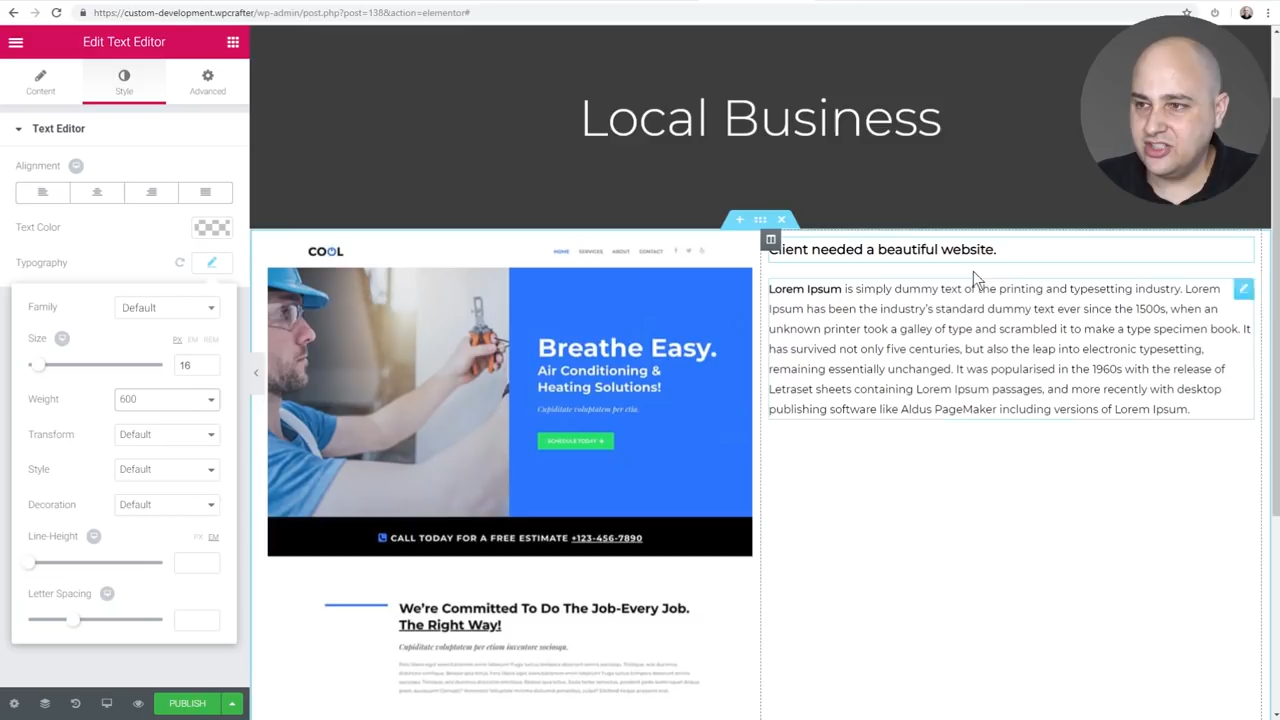 https://custom-development.wpcrafter/wp-admin/post.php?post=138&action=elementor#
Edit Text Editor
Content
Style
Advanced
Text Editor
Alignment
Text Color
Typography
Family
Default
Size
PX EM REM
16
Weight
600
Transform
Default
Style
Default
Decoration
Default
Line-Height
PX EM
Letter Spacing
PUBLISH
Local Business
Client needed a beautiful website.
Lorem Ipsum is simply dummy text of the printing and typesetting industry. Lorem
Ipsum has been the industry's standard dummy text ever since the 1500s, when an
unknown printer took a galley of type and scrambled it to make a type specimen book. It
has survived not only five centuries, but also the leap into electronic typesetting,
remaining essentially unchanged. It was popularised in the 1960s with the release of
Letraset sheets containing Lorem Ipsum passages, and more recently with desktop
publishing software like Aldus PageMaker including versions of Lorem Ipsum.
COOL
HOME SERVICES ABOUT CONTACT
Breathe Easy.
Air Conditioning &
Heating Solutions!
Cupiditate voluptatem per etia.
SCHEDULE TODAY
CALL TODAY FOR A FREE ESTIMATE +123-456-7890
We're Committed To Do The Job-Every Job.
The Right Way!
Cupiditate voluptatem per etiam inventore sociosqu.